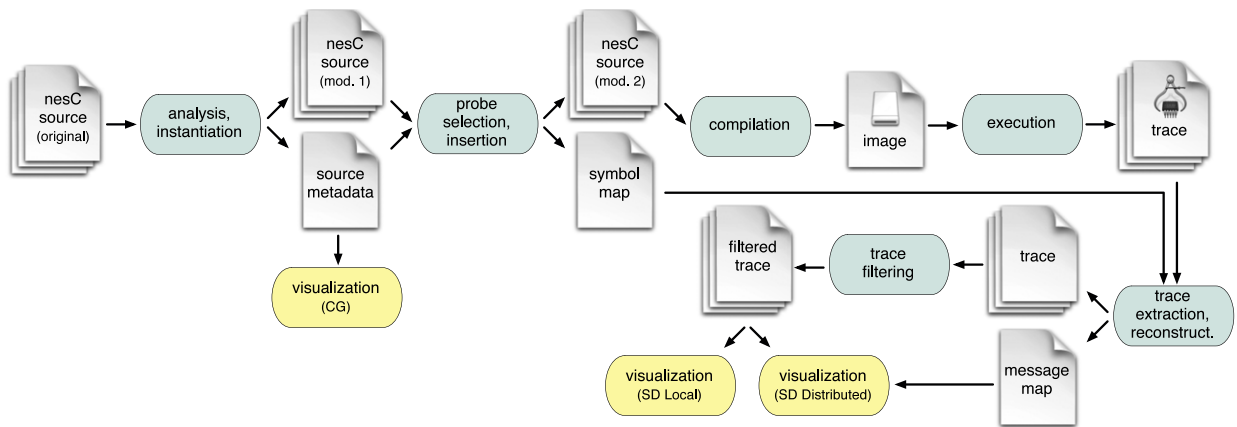 nesC
source
(original)
analysis,
instantiation
nesC
source
(mod. 1)
source
metadata
visualization
(CG)
probe
selection,
insertion
nesC
source
(mod. 2)
symbol
map
compilation
image
execution
trace
trace
extraction,
reconstruct.
trace
message
map
trace
filtering
filtered
trace
visualization
(SD Local)
visualization
(SD Distributed)